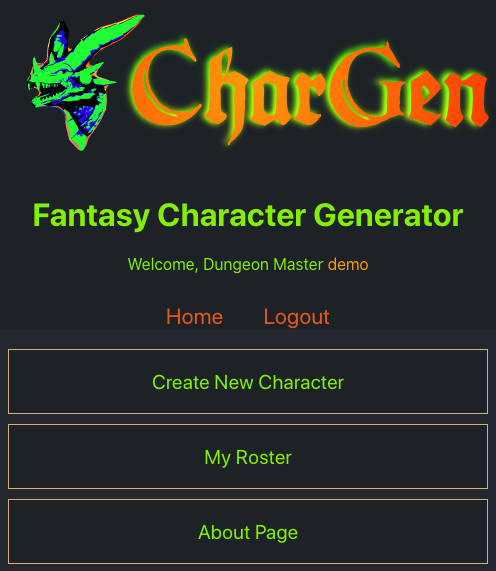 CharGen
Fantasy Character Generator
Welcome, Dungeon Master demo
Home Logout
Create New Character
My Roster
About Page